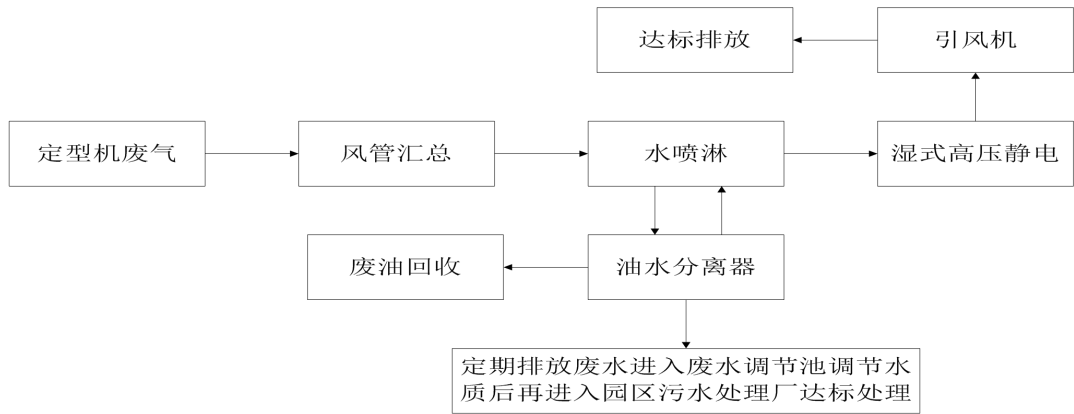 达标排放
引风机
定型机废气
风管汇总
水喷淋
湿式高压静电
废油回收
油水分离器
定期排放废水进入废水调节池调节水
质后再进入园区污水处理厂达标处理